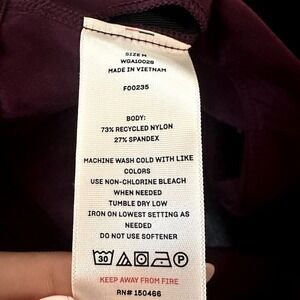 SIZE M
WGA10028
MADE IN VIETNAM
F00235
BODY:
73% RECYCLED NYLON
27% SPANDEX
MACHINE WASH COLD WITH LIKE
COLORS
USE NON-CHLORINE BLEACH
WHEN NEEDED
TUMBLE DRY LOW
IRON ON LOWEST SETTING AS
NEEDED
DO NOT USE SOFTENER
30 P
KEEP AWAY FROM FIRE
RN# 150466